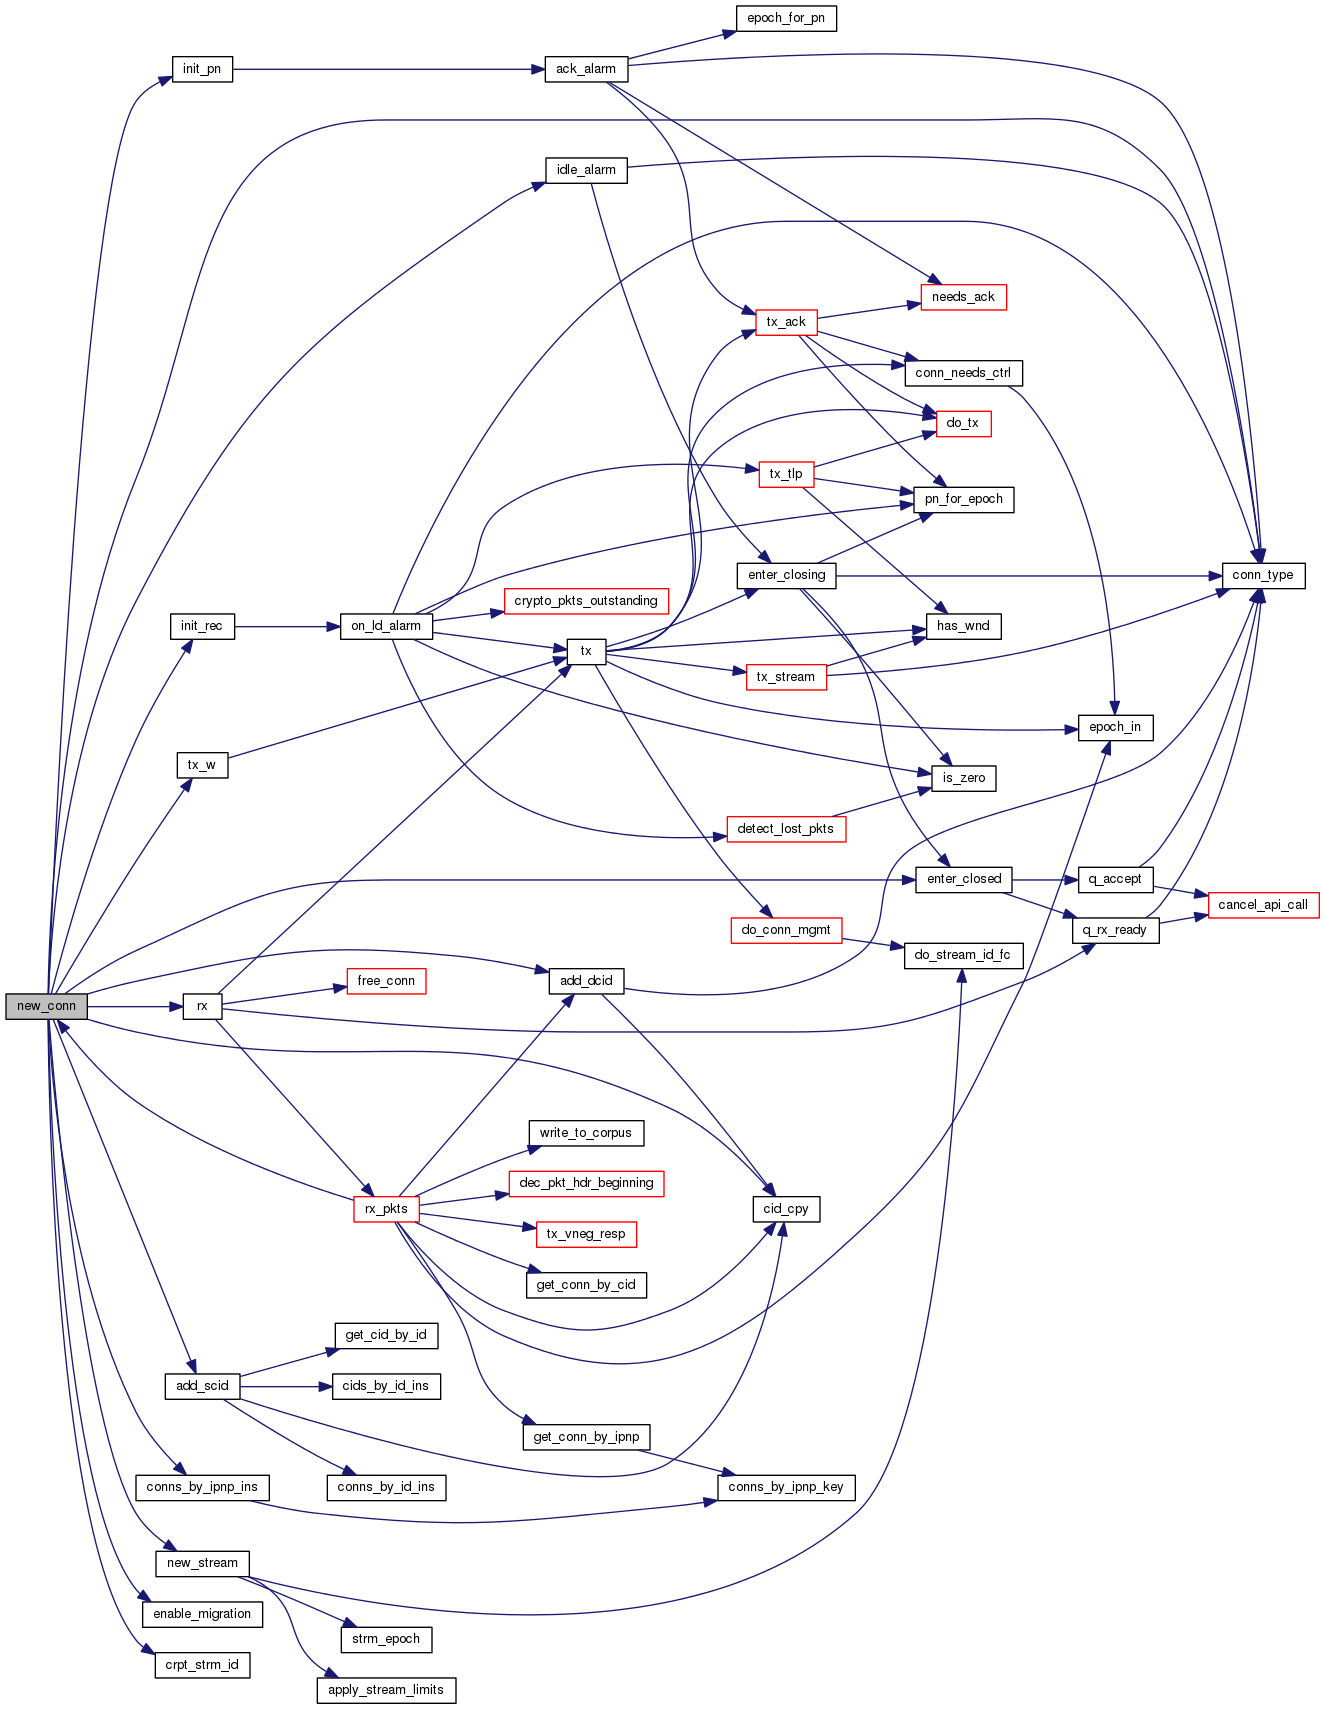 epoch_for_pn
init_pn
ack_alarm
idle_alarm
needs_ack
tx_ack
conn_needs_ctrl
do_tx
tx_tlp
pn_for_epoch
enter_closing
conn_type
crypto_pkts_outstanding
init_rec
on_ld_alarm
has_wnd
tx
tx_stream
epoch_in
tx_w
is_zero
detect_lost_pkts
enter_closed
q_accept
cancel_api_call
do_conn_mgmt
q_rx_ready
do_stream_id_fc
add_dcid
free_conn
new_conn
rx
write_to_corpus
dec_pkt_hdr_beginning
rx_pkts
cid_cpy
tx_vneg_resp
get_conn_by_cid
get_cid_by_id
add_scid
cids_by_id_ins
get_conn_by_ipnp
conns_by_ipnp_ins
conns_by_id_ins
conns_by_ipnp_key
new_stream
enable_migration
strm_epoch
crpt_strm_id
apply_stream_limits